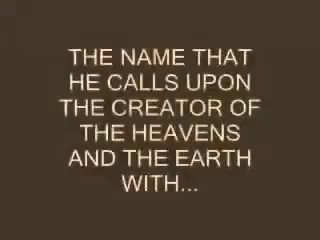 THE NAME THAT
HE CALLS UPON
THE CREATOR OF
THE HEAVENS
AND THE EARTH
WITH...